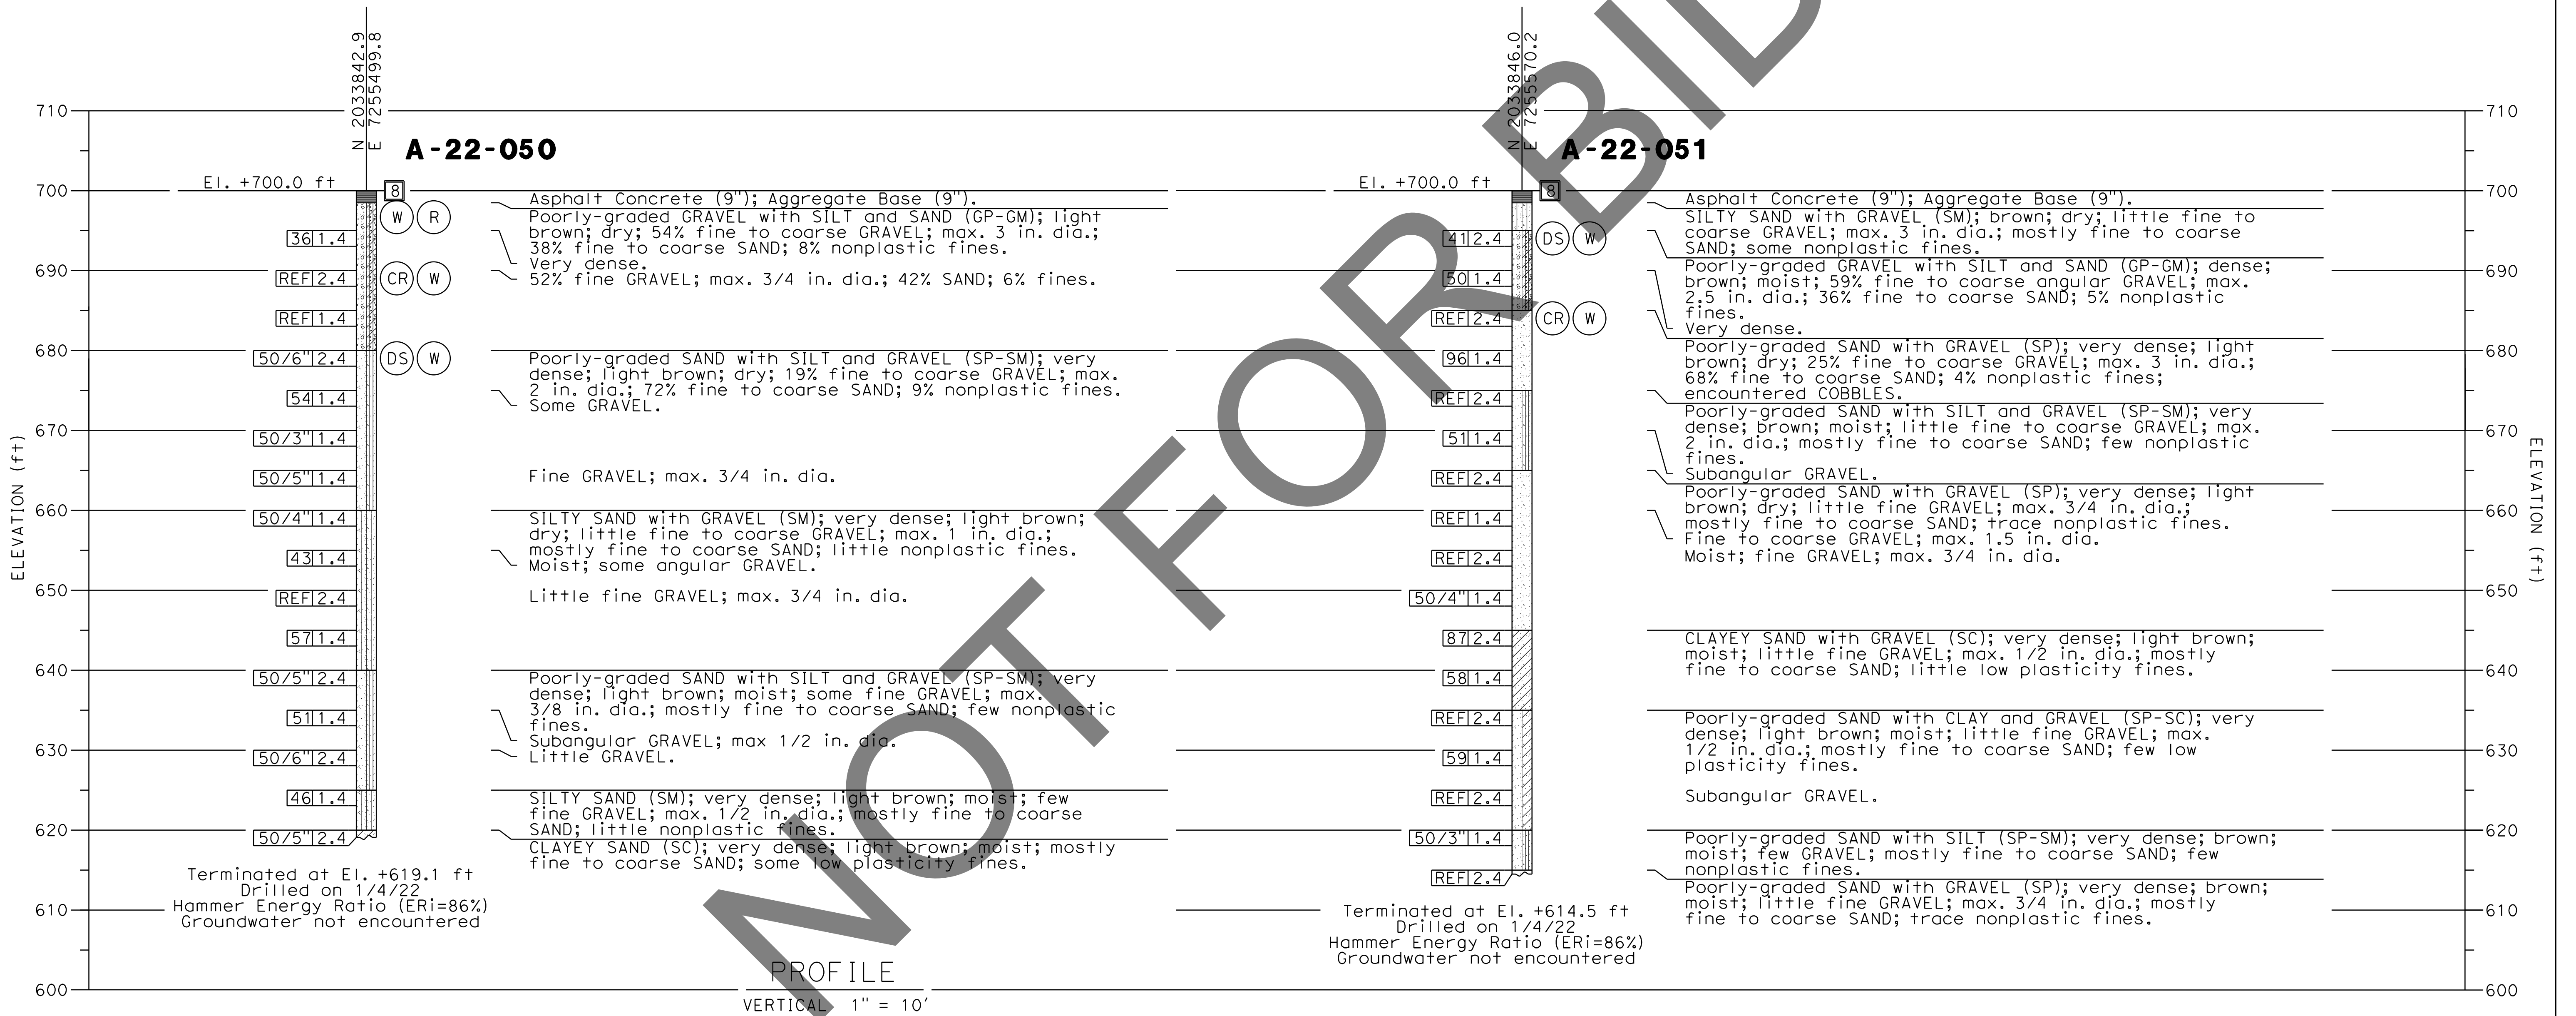 N 2033842.9
E 7255499.8
N 2033846.0
E 7255570.2
NOT FOR BID
710
700
690
680
670
660
650
640
630
620
610
600
ELEVATION (ft)
A-22-050
El. +700.0 ft
8
W R
36 1.4
REF 2.4
CR W
REF 1.4
50/6" 2.4
DS W
54 1.4
50/3" 1.4
50/5" 1.4
50/4" 1.4
43 1.4
REF 2.4
57 1.4
50/5" 2.4
51 1.4
50/6" 2.4
46 1.4
50/5" 2.4
Asphalt Concrete (9"); Aggregate Base (9").
Poorly-graded GRAVEL with SILT and SAND (GP-GM); light
brown; dry; 54% fine to coarse GRAVEL; max. 3 in. dia.;
38% fine to coarse SAND; 8% nonplastic fines.
Very dense.
52% fine GRAVEL; max. 3/4 in. dia.; 42% SAND; 6% fines.
Poorly-graded SAND with SILT and GRAVEL (SP-SM); very
dense; light brown; dry; 19% fine to coarse GRAVEL; max.
2 in. dia.; 72% fine to coarse SAND; 9% nonplastic fines.
Some GRAVEL.
Fine GRAVEL; max. 3/4 in. dia.
SILTY SAND with GRAVEL (SM); very dense; light brown;
dry; little fine to coarse GRAVEL; max. 1 in. dia.;
mostly fine to coarse SAND; little nonplastic fines.
Moist; some angular GRAVEL.
Little fine GRAVEL; max. 3/4 in. dia.
Poorly-graded SAND with SILT and GRAVEL (SP-SM); very
dense; light brown; moist; some fine GRAVEL; max.
3/8 in. dia.; mostly fine to coarse SAND; few nonplastic
fines.
Subangular GRAVEL; max 1/2 in. dia.
Little GRAVEL.
SILTY SAND (SM); very dense; light brown; moist; few
fine GRAVEL; max. 1/2 in. dia.; mostly fine to coarse
SAND; little nonplastic fines.
CLAYEY SAND (SC); very dense; light brown; moist; mostly
fine to coarse SAND; some low plasticity fines.
Terminated at El. +619.1 ft
Drilled on 1/4/22
Hammer Energy Ratio (ERi=86%)
Groundwater not encountered
PROFILE
VERTICAL 1" = 10'
A-22-051
El. +700.0 ft
8
41 2.4
DS W
50 1.4
REF 2.4
CR W
96 1.4
REF 2.4
51 1.4
REF 2.4
REF 1.4
REF 2.4
50/4" 1.4
87 2.4
58 1.4
REF 2.4
59 1.4
REF 2.4
50/3" 1.4
REF 2.4
Asphalt Concrete (9"); Aggregate Base (9").
SILTY SAND with GRAVEL (SM); brown; dry; little fine to
coarse GRAVEL; max. 3 in. dia.; mostly fine to coarse
SAND; some nonplastic fines.
Poorly-graded GRAVEL with SILT and SAND (GP-GM); dense;
brown; moist; 59% fine to coarse angular GRAVEL; max.
2.5 in. dia.; 36% fine to coarse SAND; 5% nonplastic
fines.
Very dense.
Poorly-graded SAND with GRAVEL (SP); very dense; light
brown; dry; 25% fine to coarse GRAVEL; max. 3 in. dia.;
68% fine to coarse SAND; 4% nonplastic fines;
encountered COBBLES.
Poorly-graded SAND with SILT and GRAVEL (SP-SM); very
dense; brown; moist; little fine to coarse GRAVEL; max.
2 in. dia.; mostly fine to coarse SAND; few nonplastic
fines.
Subangular GRAVEL.
Poorly-graded SAND with GRAVEL (SP); very dense; light
brown; dry; little fine GRAVEL; max. 3/4 in. dia.;
mostly fine to coarse SAND; trace nonplastic fines.
Fine to coarse GRAVEL; max. 1.5 in. dia.
Moist; fine GRAVEL; max. 3/4 in. dia.
CLAYEY SAND with GRAVEL (SC); very dense; light brown;
moist; little fine GRAVEL; max. 1/2 in. dia.; mostly
fine to coarse SAND; little low plasticity fines.
Poorly-graded SAND with CLAY and GRAVEL (SP-SC); very
dense; light brown; moist; little fine GRAVEL; max.
1/2 in. dia.; mostly fine to coarse SAND; few low
plasticity fines.
Subangular GRAVEL.
Poorly-graded SAND with SILT (SP-SM); very dense; brown;
moist; few GRAVEL; mostly fine to coarse SAND; few
nonplastic fines.
Poorly-graded SAND with GRAVEL (SP); very dense; brown;
moist; little fine GRAVEL; max. 3/4 in. dia.; mostly
fine to coarse SAND; trace nonplastic fines.
Terminated at El. +614.5 ft
Drilled on 1/4/22
Hammer Energy Ratio (ERi=86%)
Groundwater not encountered
710
700
690
680
670
660
650
640
630
620
610
600
ELEVATION (ft)